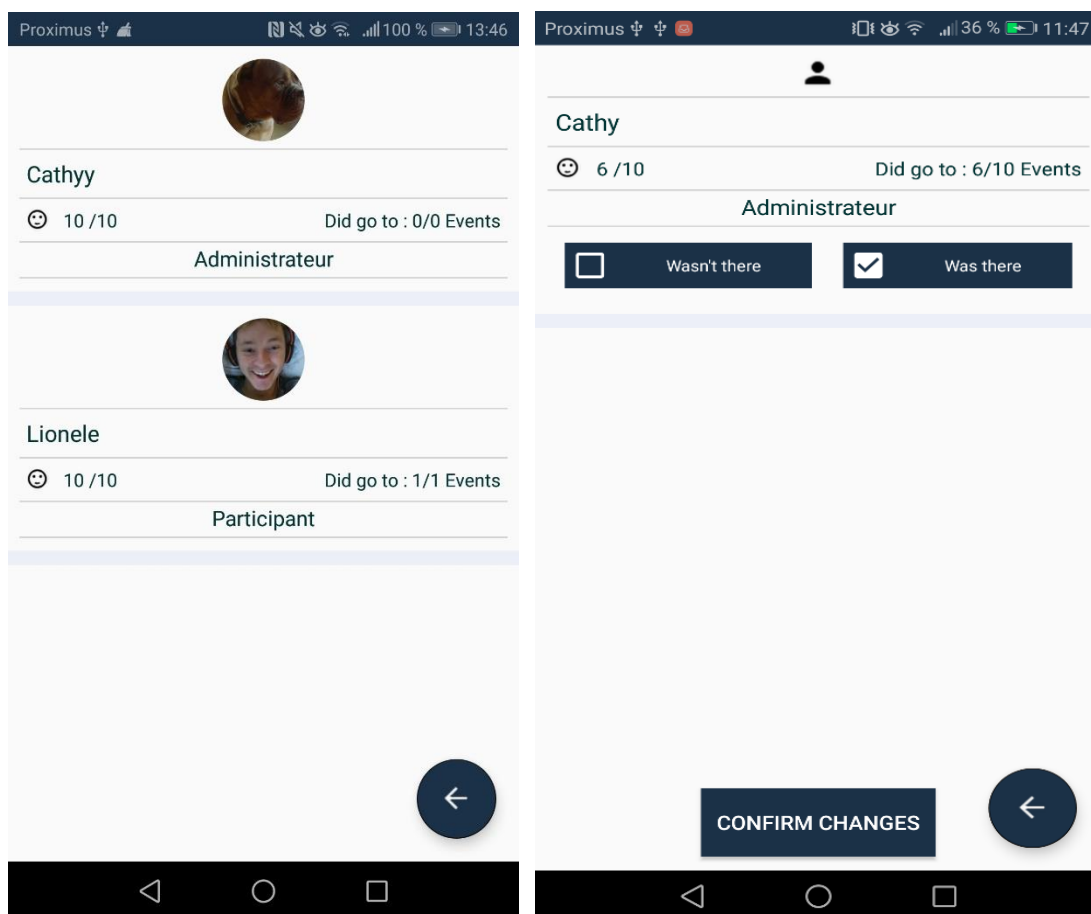 Proximus 100 % 13:46
Cathyy
10 /10 Did go to : 0/0 Events
Administrateur
Lionele
10 /10 Did go to : 1/1 Events
Participant
Proximus 36 % 11:47
Cathy
6 /10 Did go to : 6/10 Events
Administrateur
Wasn't there Was there
CONFIRM CHANGES